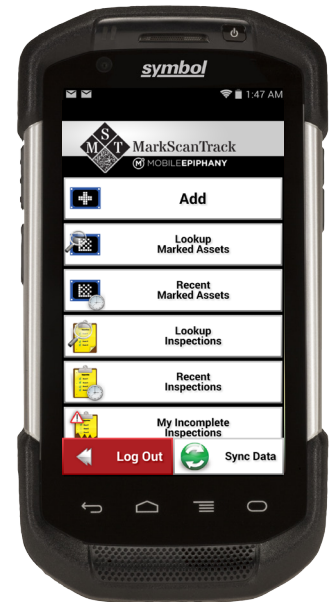 symbol
1:47 AM
M S T
MarkScanTrack
MOBILEEPIPHANY
Add
Lookup
Marked Assets
Recent
Marked Assets
Lookup
Inspections
Recent
Inspections
My Incomplete
Inspections
Log Out
Sync Data